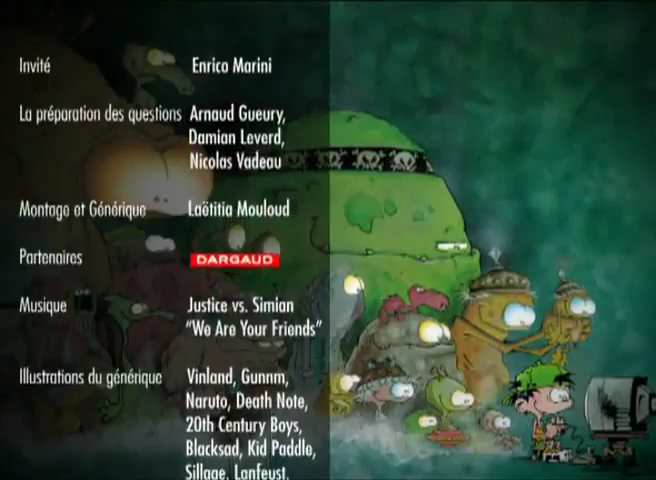 Invité Enrico Marini
La préparation des questions Arnaud Gueury,
Damian Leverd,
Nicolas Vadeau
Montage et Générique Laëtitia Mouloud
Partenaires DARGAUD
Musique Justice vs. Simian
"We Are Your Friends"
Illustrations du générique Vinland, Gunnm,
Naruto, Death Note,
20th Century Boys,
Blacksad, Kid Paddle,
Sillage, Lanfeust,